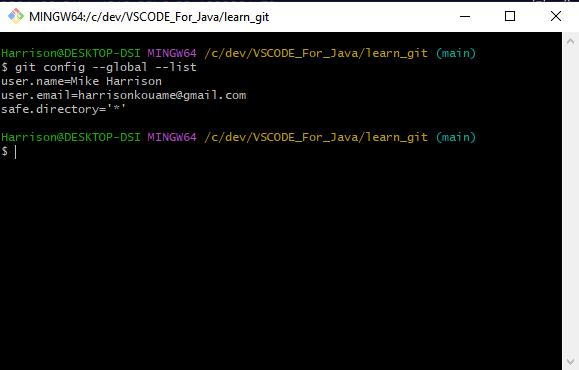 MINGW64:/c/dev/VSCODE_For_Java/learn_git
Harrison@DESKTOP-DSI MINGW64 /c/dev/VSCODE_For_Java/learn_git (main)
$ git config --global --list
user.name=Mike Harrison
user.email=harrisonkouame@gmail.com
safe.directory='*'
Harrison@DESKTOP-DSI MINGW64 /c/dev/VSCODE_For_Java/learn_git (main)
$